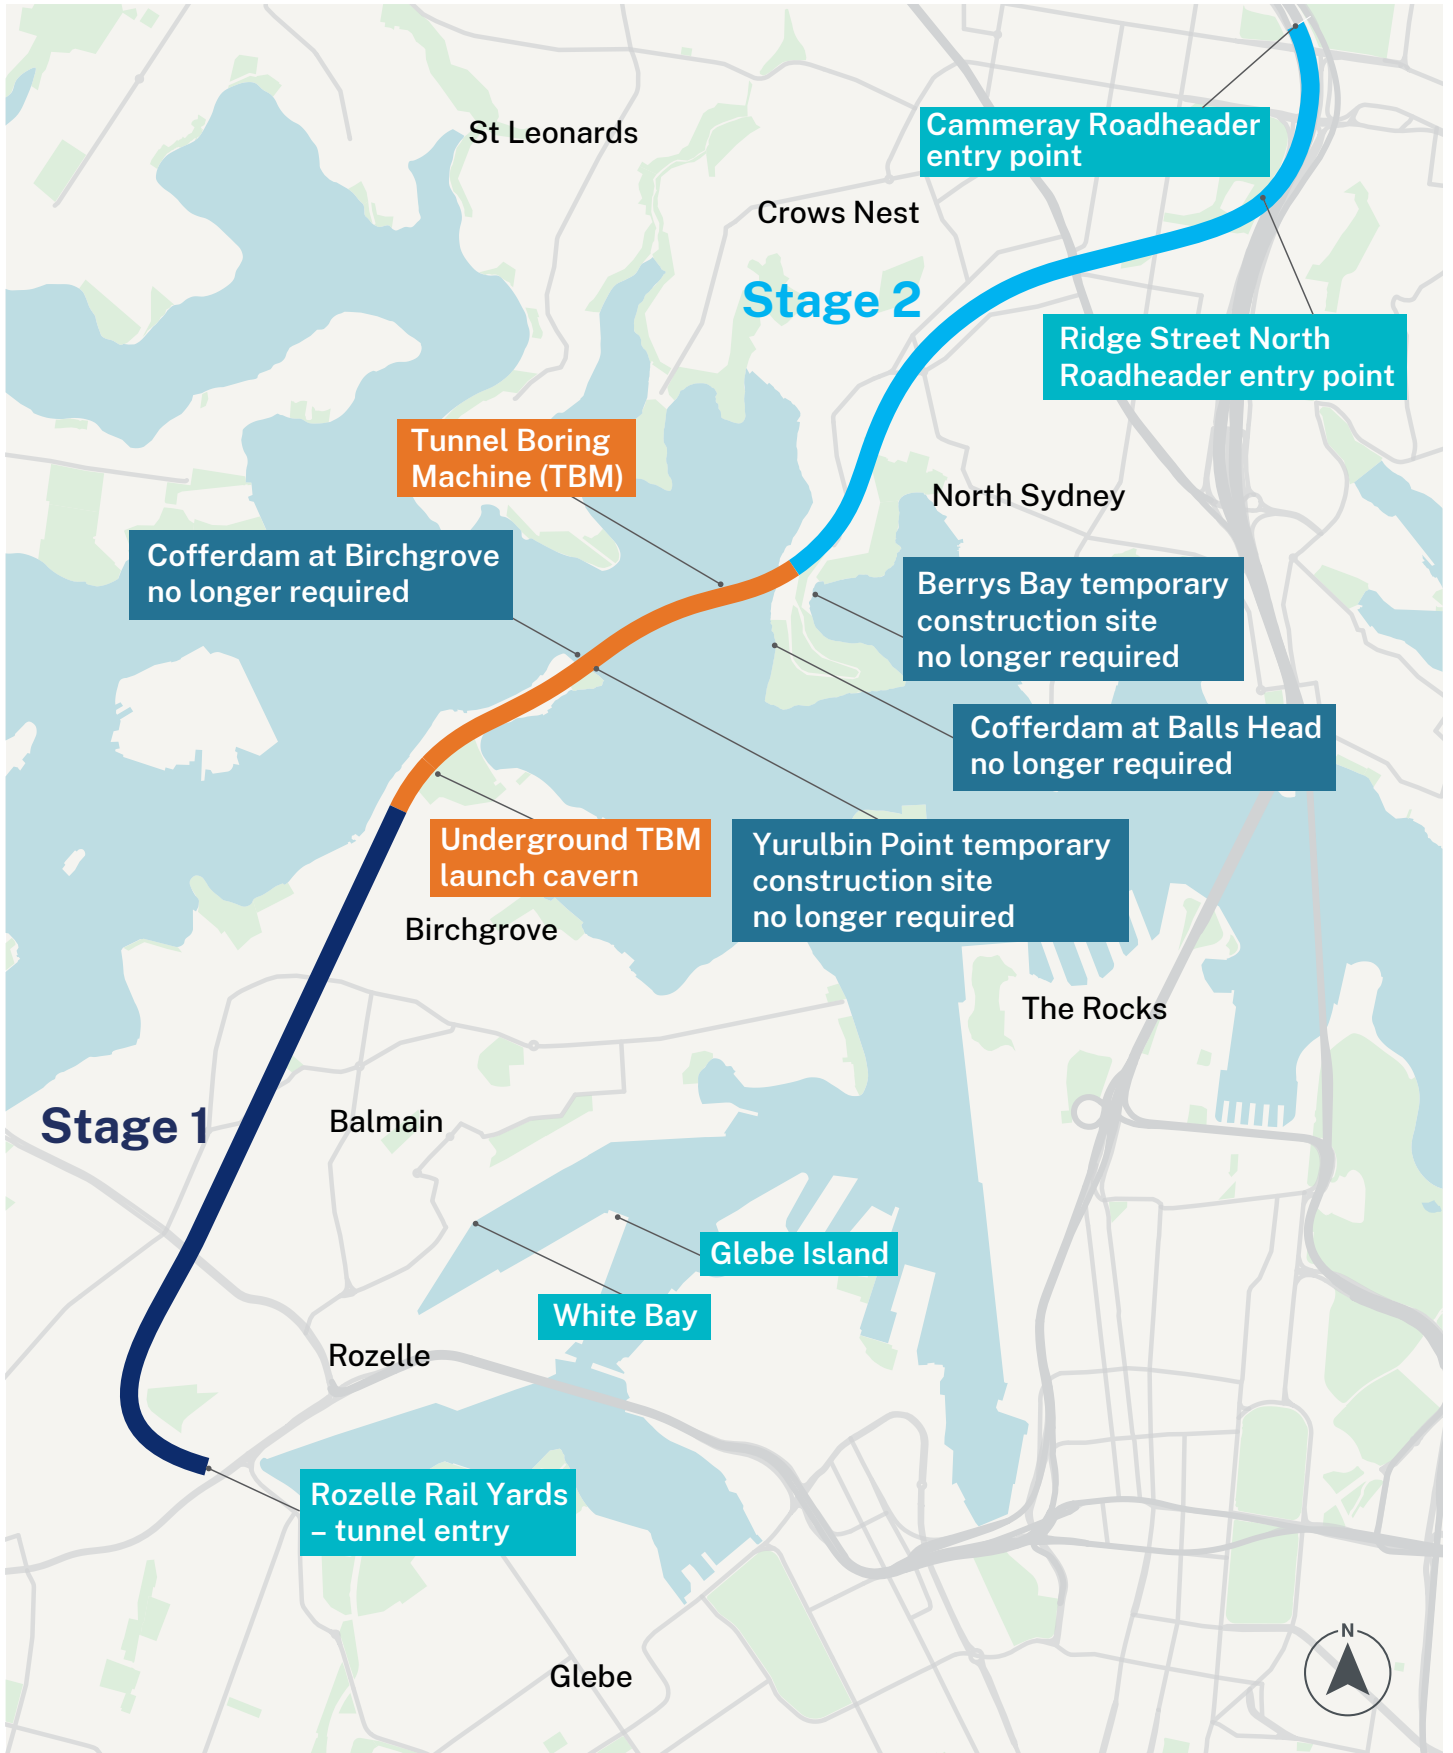 St Leonards
Cammeray Roadheader
entry point
Crows Nest
Stage 2
Ridge Street North
Roadheader entry point
Tunnel Boring
Machine (TBM)
North Sydney
Cofferdam at Birchgrove
no longer required
Berrys Bay temporary
construction site
no longer required
Cofferdam at Balls Head
no longer required
Underground TBM
launch cavern
Yurulbin Point temporary
construction site
no longer required
Birchgrove
The Rocks
Stage 1
Balmain
Glebe Island
White Bay
Rozelle
Rozelle Rail Yards
– tunnel entry
Glebe
N